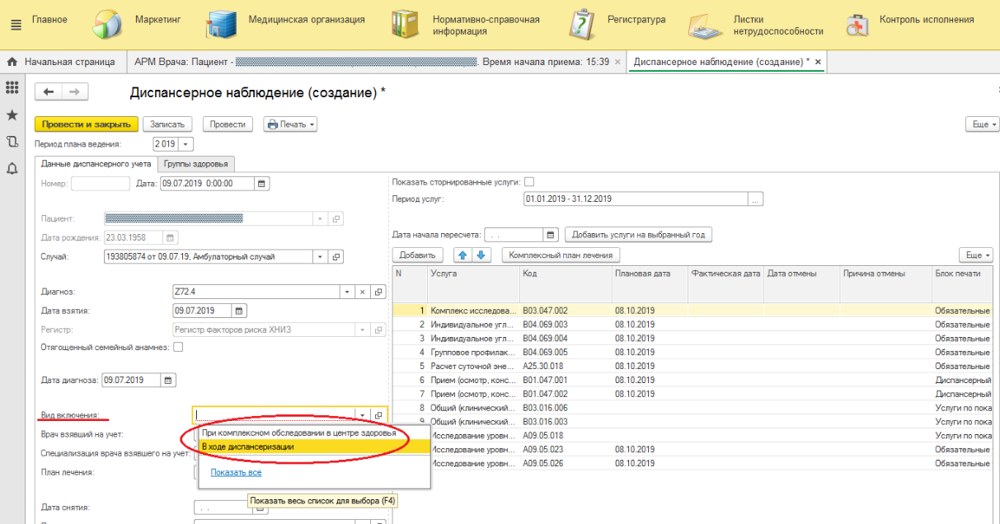 Главное
Маркетинг
Медицинская организация
Нормативно-справочная
информация
Регистратура
Листки
нетрудоспособности
Контроль исполнения
Начальная страница
АРМ Врача: Пациент - . Время начала приема: 15:39 ×
Диспансерное наблюдение (создание) * ×
Диспансерное наблюдение (создание) *
Провести и закрыть
Записать
Провести
Печать
Еще
Период плана ведения: 2 019
Данные диспансерного учета
Группы здоровья
Номер:
Дата: 09.07.2019 0:00:00
Пациент:
Дата рождения: 23.03.1958
Случай: 193805874 от 09.07.19, Амбулаторный случай
Диагноз: Z72.4
Дата взятия: 09.07.2019
Регистр: Регистр факторов риска ХНИЗ
Отягощенный семейный анамнез:
Дата диагноза: 09.07.2019
Вид включения:
При комплексном обследовании в центре здоровья
В ходе диспансеризации
Показать все
Показать весь список для выбора (F4)
Врач взявший на учет:
Специализация врача взявшего на учет:
План лечения:
Дата снятия: . .
Показать сторнированные услуги:
Период услуг: 01.01.2019 - 31.12.2019 ...
Дата начала пересчета: . .
Добавить услуги на выбранный год
Добавить
Комплексный план лечения
Еще
N Услуга Код Плановая дата Фактическая дата Дата отмены Причина отмены Блок печати
1 Комплекс исследова... B03.047.002 08.10.2019 Обязательные
2 Индивидуальное угл... B04.069.003 08.10.2019 Обязательные
3 Индивидуальное угл... B04.069.004 08.10.2019 Обязательные
4 Групповое профилак... B04.069.005 08.10.2019 Обязательные
5 Расчет суточной эне... A25.30.018 08.10.2019 Обязательные
6 Прием (осмотр, конс... B01.047.001 08.10.2019 Диспансерный
7 Прием (осмотр, конс... B01.047.002 08.10.2019 Диспансерный
8 Общий (клинический... B03.016.006 Услуги по пока
9 Общий (клинический... B03.016.003 Услуги по пока
Исследование уровн... A09.05.018 Услуги по пока
Исследование уровн... A09.05.023 08.10.2019 Обязательные
Исследование уровн... A09.05.026 08.10.2019 Обязательные